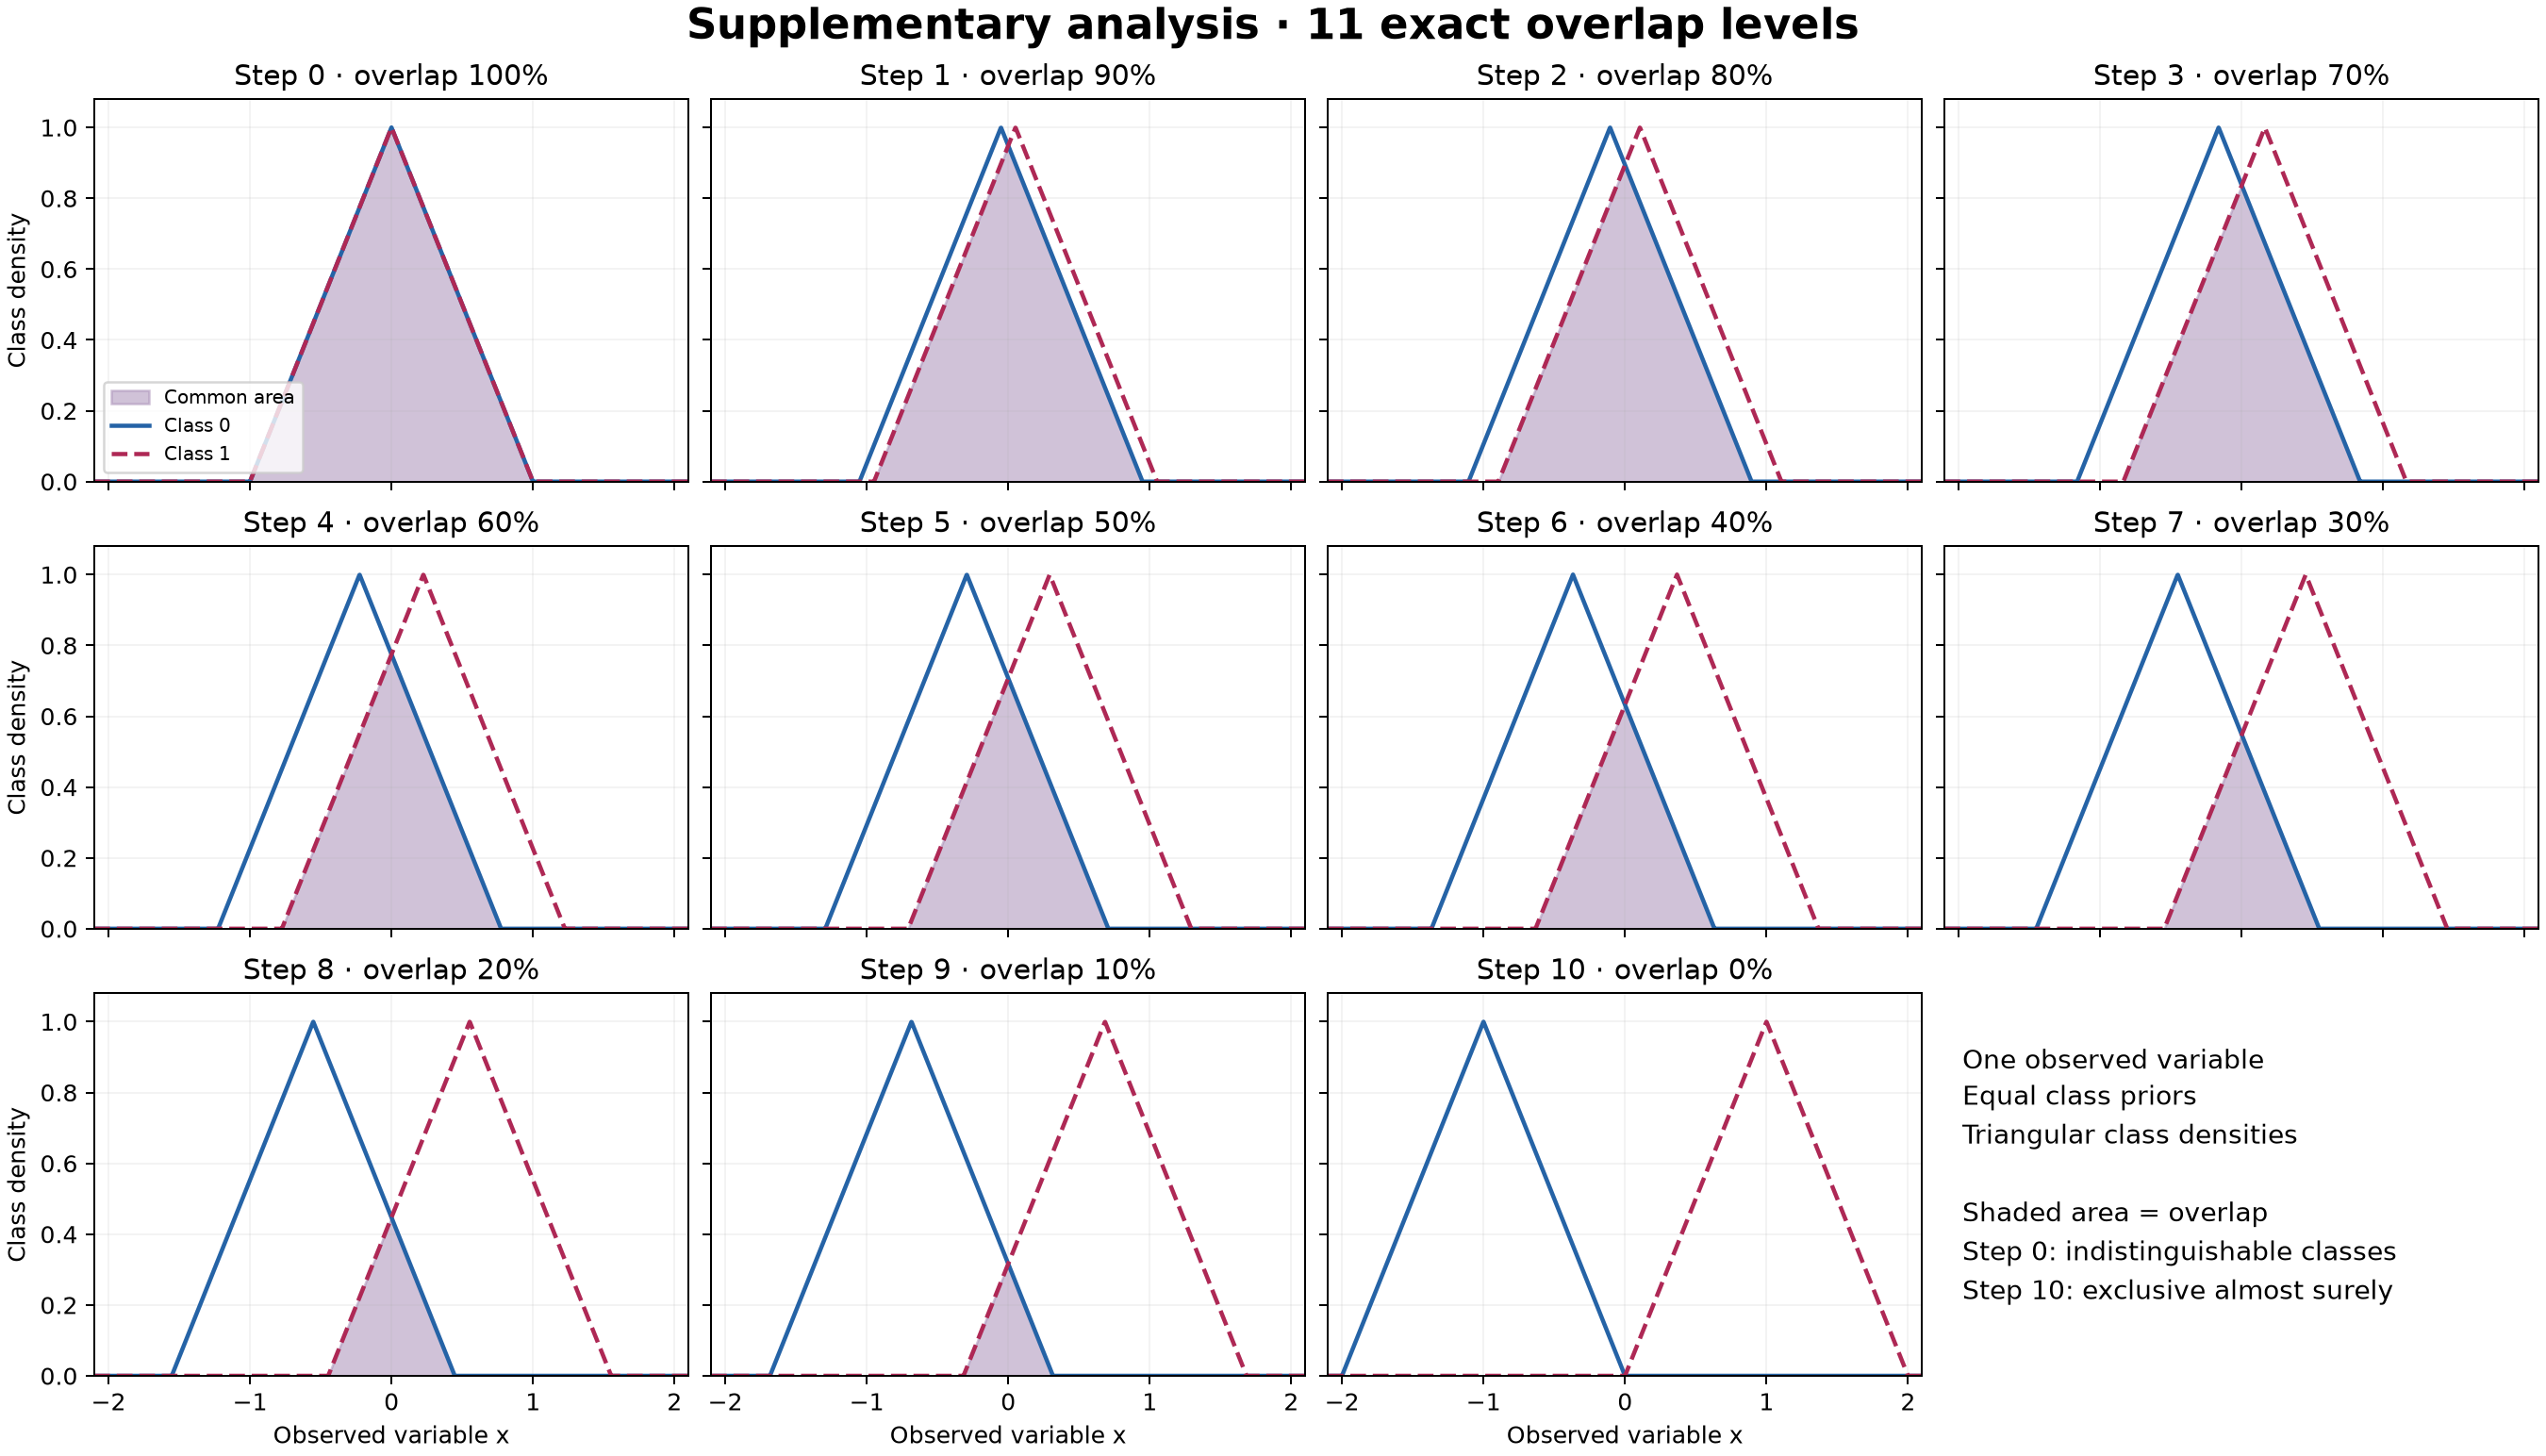 Supplementary analysis · 11 exact overlap levels
Step 0 · overlap 100%
Step 1 · overlap 90%
Step 2 · overlap 80%
Step 3 · overlap 70%
Class density
1.0
0.8
0.6
0.4
0.2
0.0
Common area
Class 0
Class 1
Step 4 · overlap 60%
Step 5 · overlap 50%
Step 6 · overlap 40%
Step 7 · overlap 30%
Class density
1.0
0.8
0.6
0.4
0.2
0.0
Step 8 · overlap 20%
Step 9 · overlap 10%
Step 10 · overlap 0%
Class density
1.0
0.8
0.6
0.4
0.2
0.0
−2 −1 0 1 2
Observed variable x
−2 −1 0 1 2
Observed variable x
−2 −1 0 1 2
Observed variable x
One observed variable
Equal class priors
Triangular class densities
Shaded area = overlap
Step 0: indistinguishable classes
Step 10: exclusive almost surely